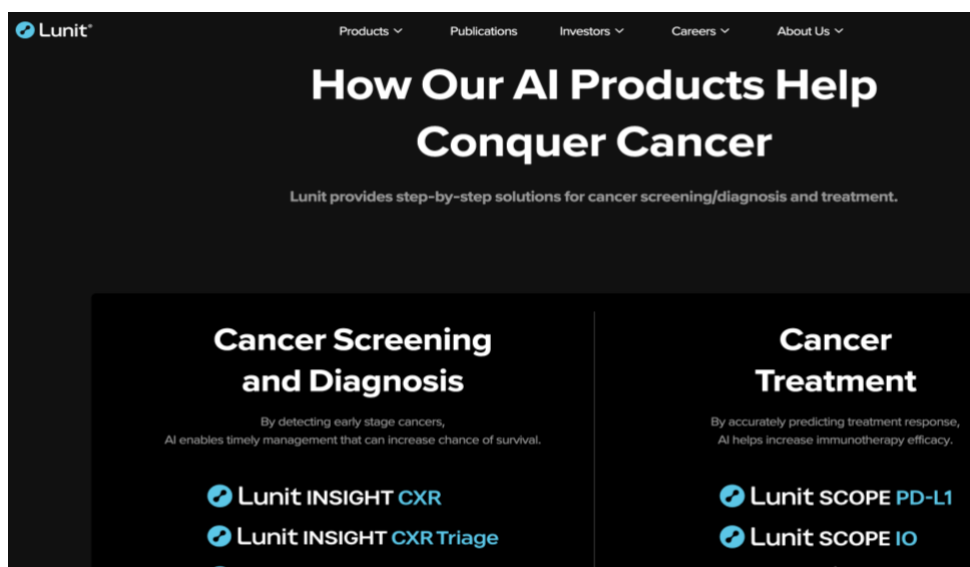 Lunit®
Products
Publications
Investors
Careers
About Us
How Our AI Products Help
Conquer Cancer
Lunit provides step-by-step solutions for cancer screening/diagnosis and treatment.
Cancer Screening
and Diagnosis
By detecting early stage cancers,
AI enables timely management that can increase chance of survival.
Lunit INSIGHT CXR
Lunit INSIGHT CXR Triage
Cancer
Treatment
By accurately predicting treatment response,
AI helps increase immunotherapy efficacy.
Lunit SCOPE PD-L1
Lunit SCOPE IO